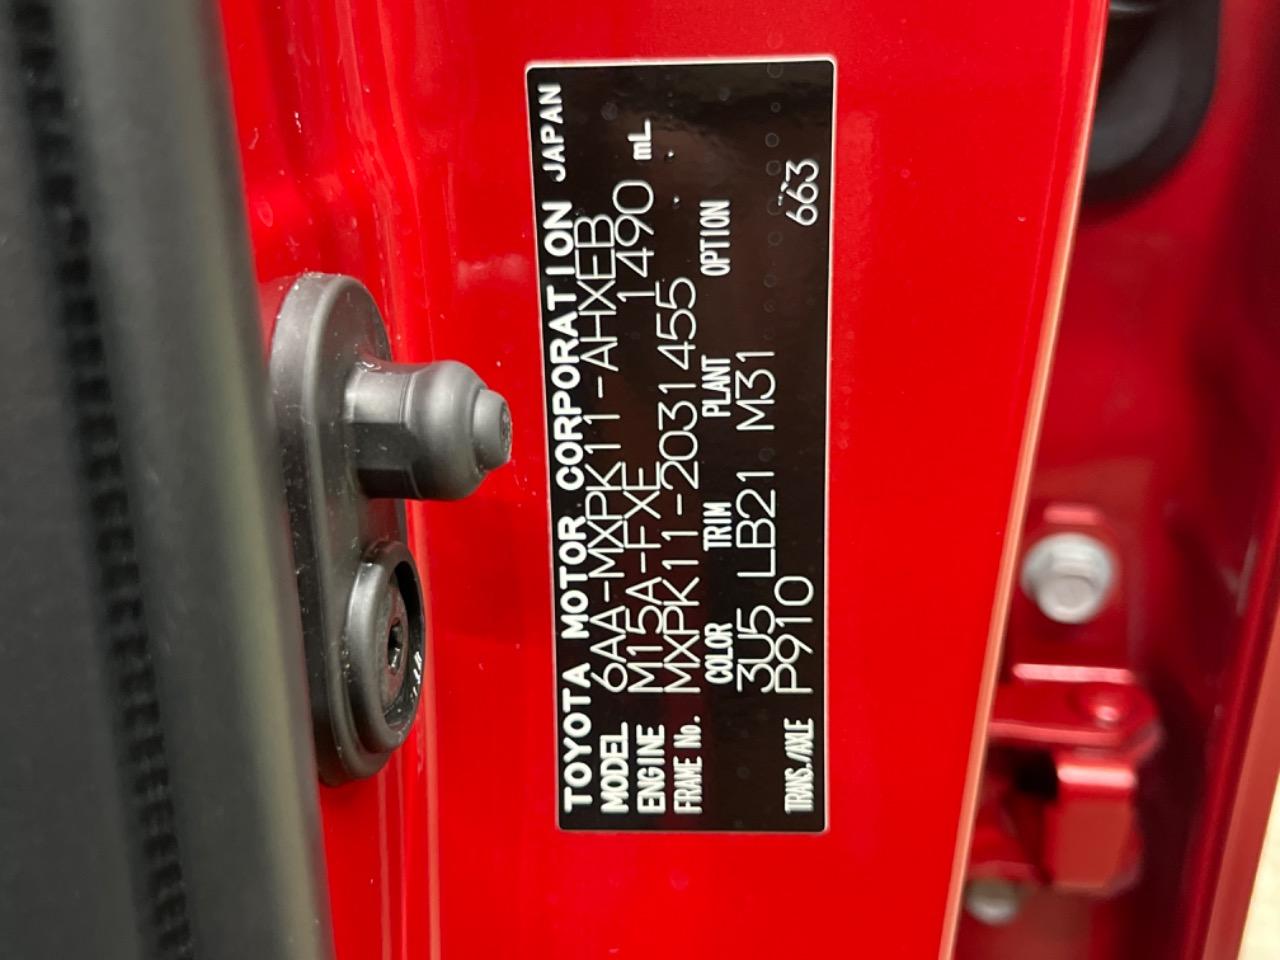 TOYOTA MOTOR CORPORATION JAPAN
MODEL 6AA-MXPK11-AHXEB
ENGINE M15A-FXE 1490 mL
FRAME No. MXPK11-2031455
COLOR TRIM PLANT OPTION
3U5 LB21 M31
TRANS./AXLE P910 663